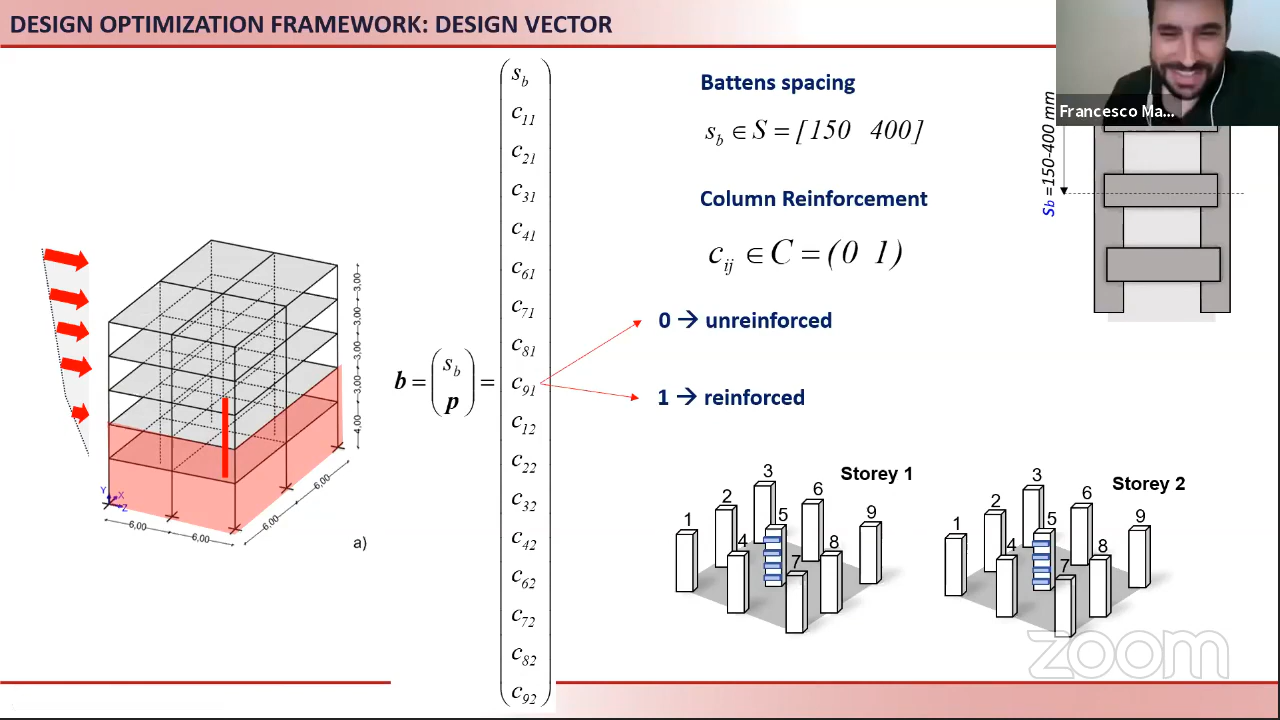 DESIGN OPTIMIZATION FRAMEWORK: DESIGN VECTOR
Francesco Ma...
b = (s_b p) =
s_b
c_11
c_21
c_31
c_41
c_61
c_71
c_81
c_91
c_12
c_22
c_32
c_42
c_62
c_72
c_82
c_92
Battens spacing
s_b ∈ S = [150 400]
Column Reinforcement
c_ij ∈ C = (0 1)
0 → unreinforced
1 → reinforced
S_b =150-400 mm
3,00
3,00
3,00
3,00
4,00
6,00
6,00
6,00
6,00
Y
X
Z
a)
Storey 1
1
2
3
4
5
6
7
8
9
Storey 2
1
2
3
4
5
6
7
8
9
zoom